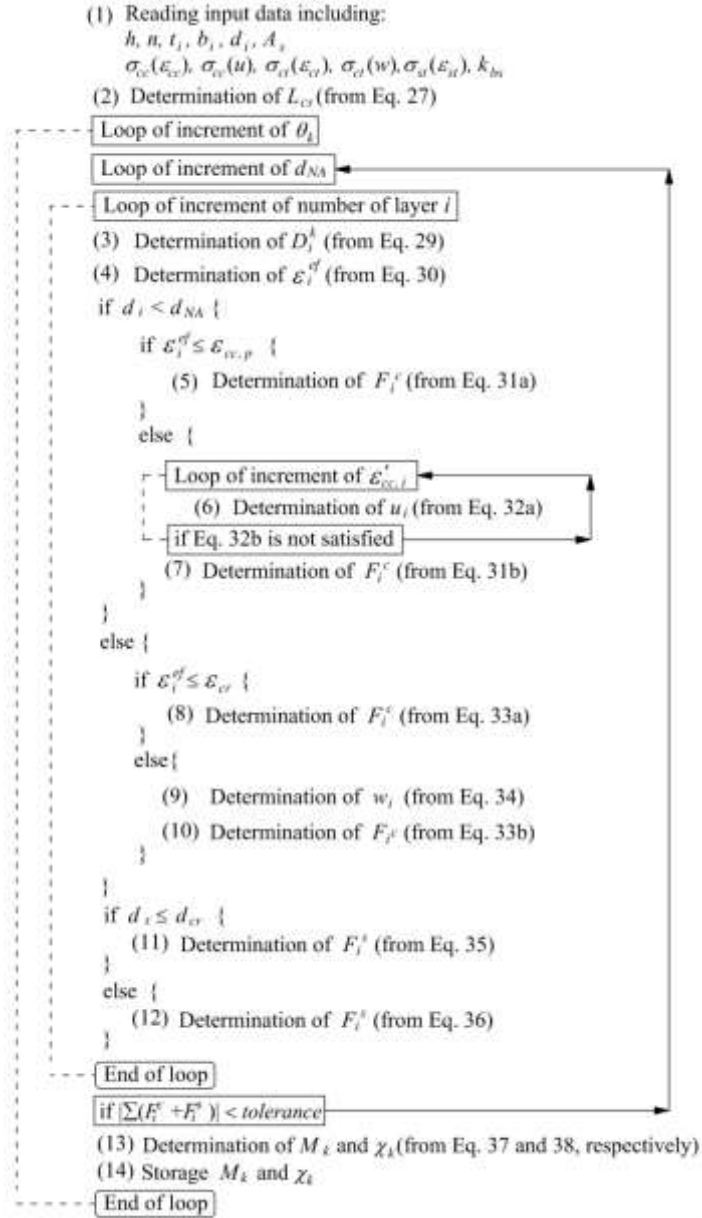 (1) Reading input data including:
h, n, t_i, b_i, d_i, A_s
σ_cc(ε_cc), σ_cc(u), σ_ct(ε_ct), σ_ct(w), σ_st(ε_st), k_bs
(2) Determination of L_cs (from Eq. 27)
Loop of increment of θ_k
Loop of increment of d_NA
Loop of increment of number of layer i
(3) Determination of D_i^k (from Eq. 29)
(4) Determination of ε_i^ef (from Eq. 30)
if d_i < d_NA {
if ε_i^ef ≤ ε_cc,p {
(5) Determination of F_i^c (from Eq. 31a)
}
else {
Loop of increment of ε'_cc,i
(6) Determination of u_i (from Eq. 32a)
if Eq. 32b is not satisfied
(7) Determination of F_i^c (from Eq. 31b)
}
}
else {
if ε_i^ef ≤ ε_cr {
(8) Determination of F_i^c (from Eq. 33a)
}
else{
(9) Determination of w_i (from Eq. 34)
(10) Determination of F_i^c (from Eq. 33b)
}
}
if d_s ≤ d_cr {
(11) Determination of F_i^s (from Eq. 35)
}
else {
(12) Determination of F_i^s (from Eq. 36)
}
End of loop
if |∑(F_i^c + F_i^s)| < tolerance
(13) Determination of M_k and χ_k (from Eq. 37 and 38, respectively)
(14) Storage M_k and χ_k
End of loop